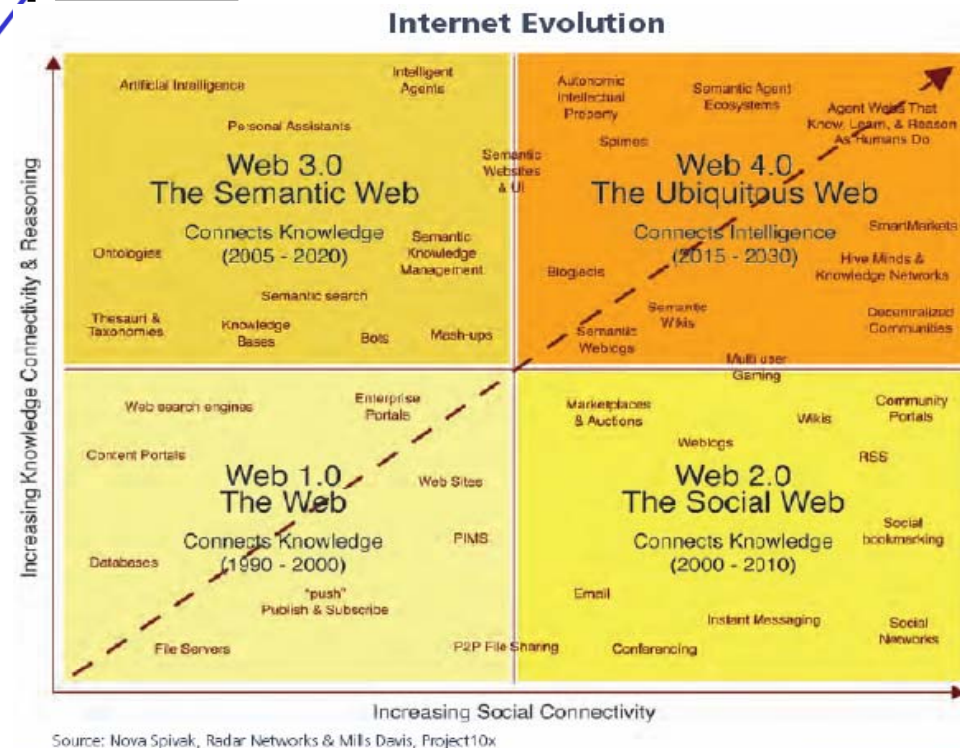 Internet Evolution
Increasing Knowledge Connectivity & Reasoning
Artificial Intelligence
Intelligent
Agents
Personal Assistants
Web 3.0
The Semantic Web
Connects Knowledge
(2005 - 2020)
Ontologies
Semantic
Knowledge
Management
Semantic search
Thesauri &
Taxonomies
Knowledge
Bases
Bots
Mash-ups
Semantic
Websites
& UI
Autonomic
Intellectual
Property
Semantic Agent
Ecosystems
Agent Webs That
Know, Learn, & Reason
As Humans Do
Spimes
Web 4.0
The Ubiquitous Web
Connects Intelligence
(2015 - 2030)
SmartMarkets
Blogjects
Hive Minds &
Knowledge Networks
Semantic
Wikis
Decentralized
Communities
Semantic
Weblogs
Multi user
Gaming
Web search engines
Enterprise
Portals
Content Portals
Web 1.0
The Web
Connects Knowledge
(1990 - 2000)
Web Sites
PIMS
Databases
"push"
Publish & Subscribe
File Servers
P2P File Sharing
Marketplaces
& Auctions
Wikis
Community
Portals
Weblogs
RSS
Web 2.0
The Social Web
Connects Knowledge
(2000 - 2010)
Social
bookmarking
Email
Instant Messaging
Social
Networks
Conferencing
Increasing Social Connectivity
Source: Nova Spivak, Radar Networks & Mills Davis, Project10x